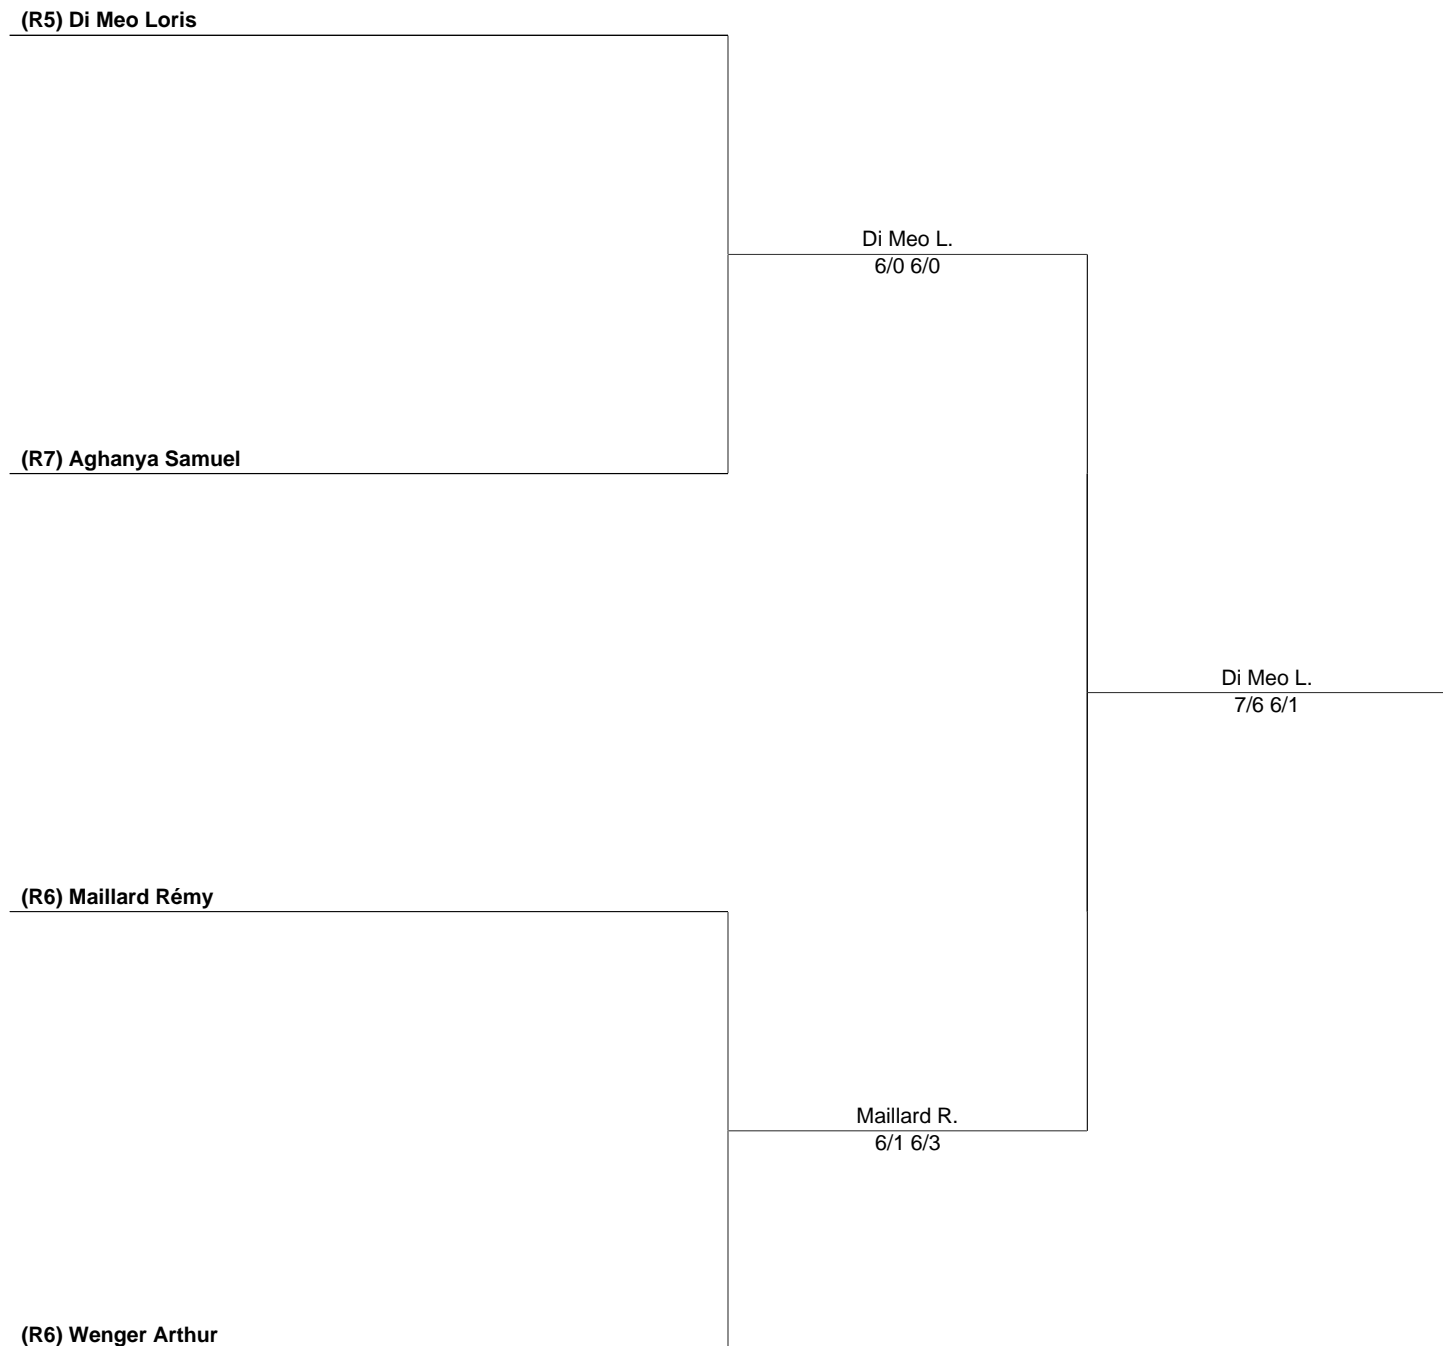 (R5) Di Meo Loris
Di Meo L.
6/0 6/0
(R7) Aghanya Samuel
Di Meo L.
7/6 6/1
(R6) Maillard Rémy
Maillard R.
6/1 6/3
(R6) Wenger Arthur